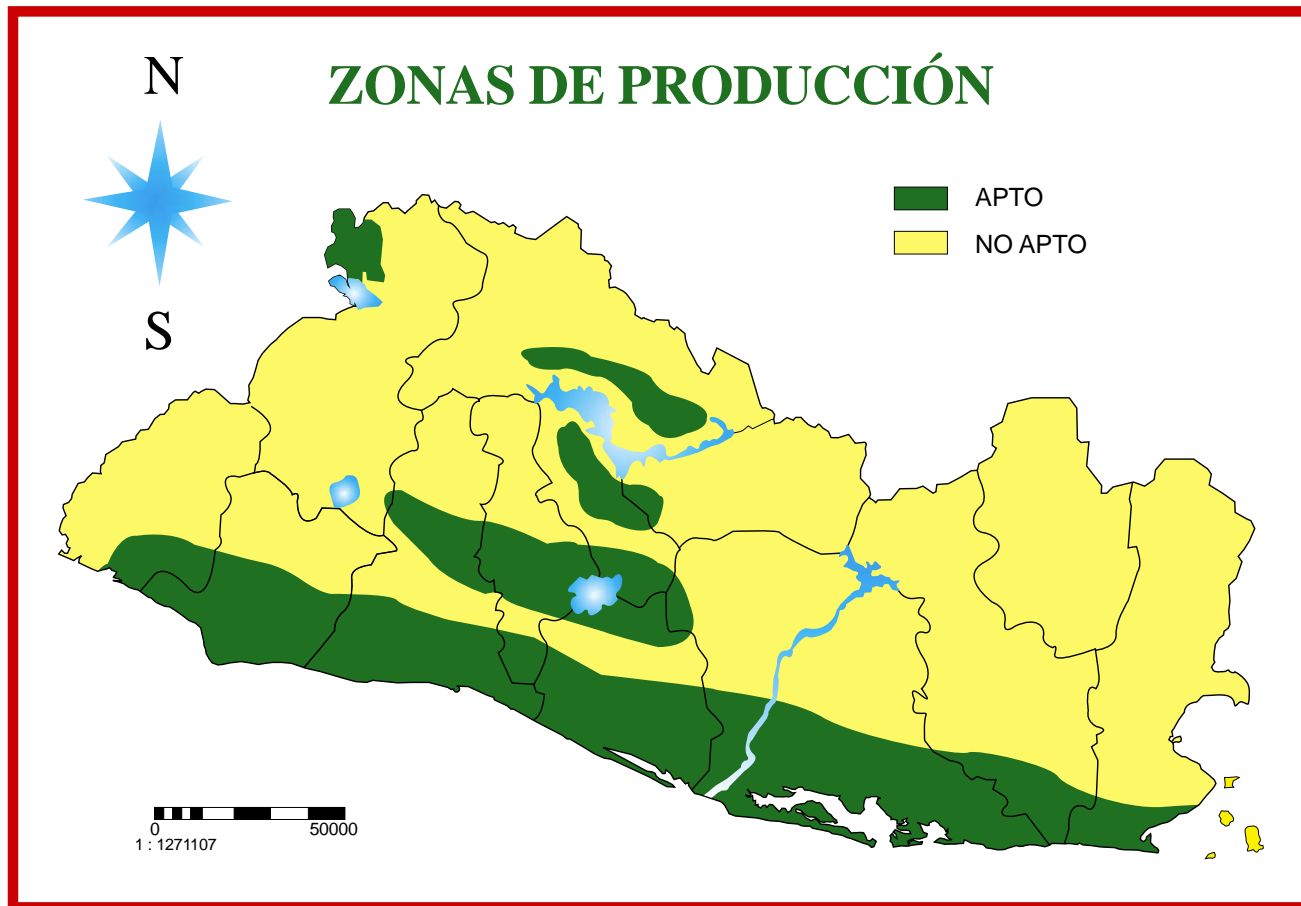 N
ZONAS DE PRODUCCIÓN
APTO
NO APTO
S
0 50000
1 : 1271107